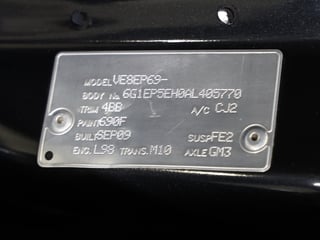 MODEL VE8EP69-
BODY No. 6G1EP5EH0AL405770
TRIM 4BB A/C CJ2
PAINT 690F
BUILT SEP09 SUSP FE2
ENG. L98 TRANS. M10 AXLE GM3